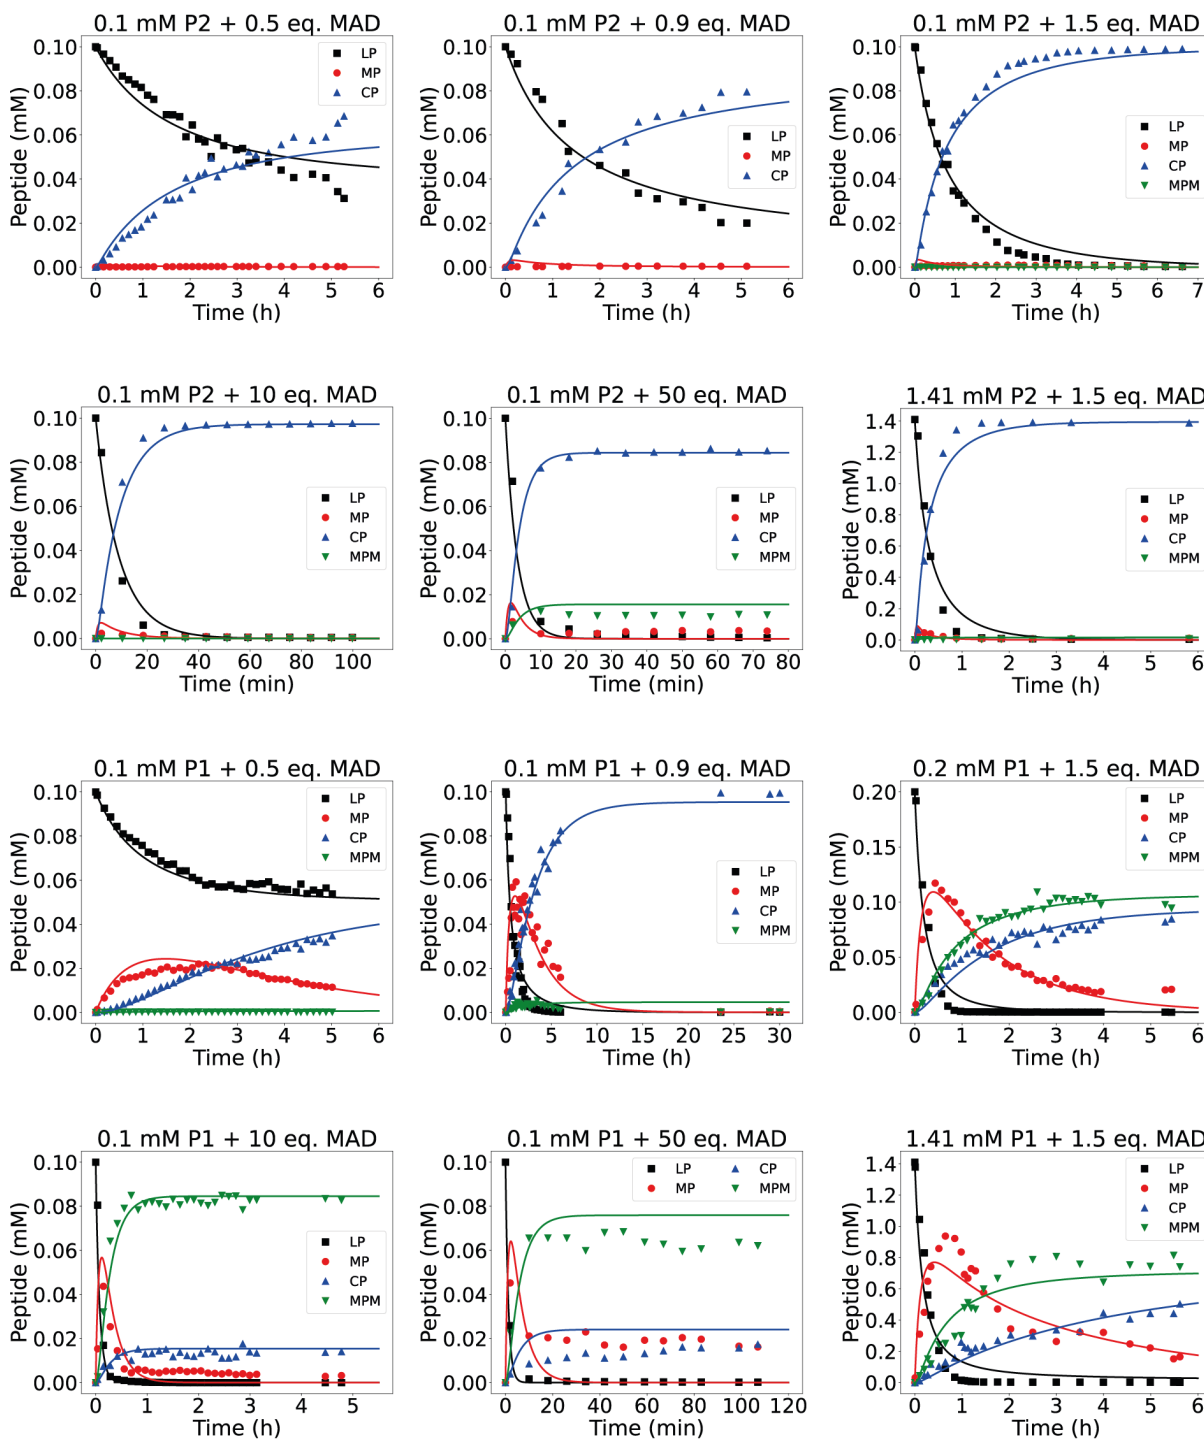 0.1 mM P2 + 0.5 eq. MAD
Peptide (mM)
0.10
0.08
0.06
0.04
0.02
0.00
LP
MP
CP
0 1 2 3 4 5 6
Time (h)
0.1 mM P2 + 0.9 eq. MAD
Peptide (mM)
0.10
0.08
0.06
0.04
0.02
0.00
LP
MP
CP
0 1 2 3 4 5 6
Time (h)
0.1 mM P2 + 1.5 eq. MAD
Peptide (mM)
0.10
0.08
0.06
0.04
0.02
0.00
LP
MP
CP
MPM
0 1 2 3 4 5 6 7
Time (h)
0.1 mM P2 + 10 eq. MAD
Peptide (mM)
0.10
0.08
0.06
0.04
0.02
0.00
LP
MP
CP
MPM
0 20 40 60 80 100
Time (min)
0.1 mM P2 + 50 eq. MAD
Peptide (mM)
0.10
0.08
0.06
0.04
0.02
0.00
LP
MP
CP
MPM
0 10 20 30 40 50 60 70 80
Time (min)
1.41 mM P2 + 1.5 eq. MAD
Peptide (mM)
1.4
1.2
1.0
0.8
0.6
0.4
0.2
0.0
LP
MP
CP
MPM
0 1 2 3 4 5 6
Time (h)
0.1 mM P1 + 0.5 eq. MAD
Peptide (mM)
0.10
0.08
0.06
0.04
0.02
0.00
LP
MP
CP
MPM
0 1 2 3 4 5 6
Time (h)
0.1 mM P1 + 0.9 eq. MAD
Peptide (mM)
0.10
0.08
0.06
0.04
0.02
0.00
LP
MP
CP
MPM
0 5 10 15 20 25 30
Time (h)
0.2 mM P1 + 1.5 eq. MAD
Peptide (mM)
0.20
0.15
0.10
0.05
0.00
LP
MP
CP
MPM
0 1 2 3 4 5 6
Time (h)
0.1 mM P1 + 10 eq. MAD
Peptide (mM)
0.10
0.08
0.06
0.04
0.02
0.00
LP
MP
CP
MPM
0 1 2 3 4 5
Time (h)
0.1 mM P1 + 50 eq. MAD
Peptide (mM)
0.10
0.08
0.06
0.04
0.02
0.00
LP CP
MP MPM
0 20 40 60 80 100 120
Time (min)
1.41 mM P1 + 1.5 eq. MAD
Peptide (mM)
1.4
1.2
1.0
0.8
0.6
0.4
0.2
0.0
LP
MP
CP
MPM
0 1 2 3 4 5 6
Time (h)